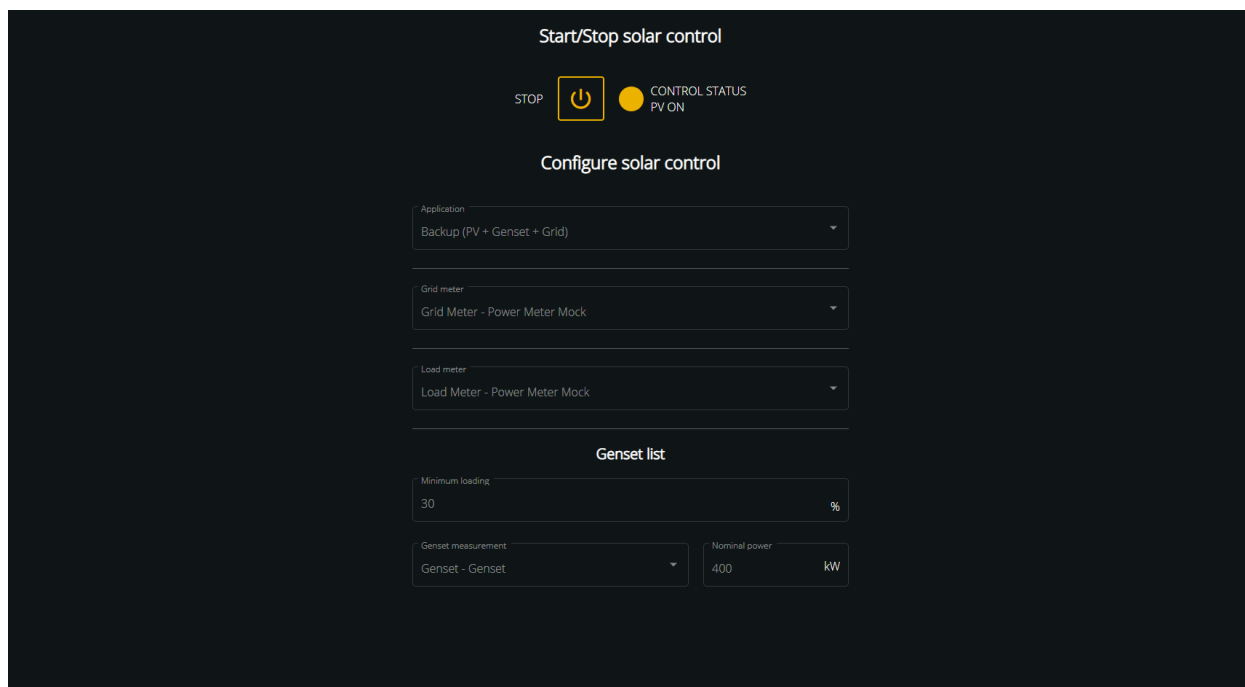 Start/Stop solar control
STOP
CONTROL STATUS
PV ON
Configure solar control
Application
Backup (PV + Genset + Grid)
Grid meter
Grid Meter - Power Meter Mock
Load meter
Load Meter - Power Meter Mock
Genset list
Minimum loading
30 %
Genset measurement
Genset - Genset
Nominal power
400 kW